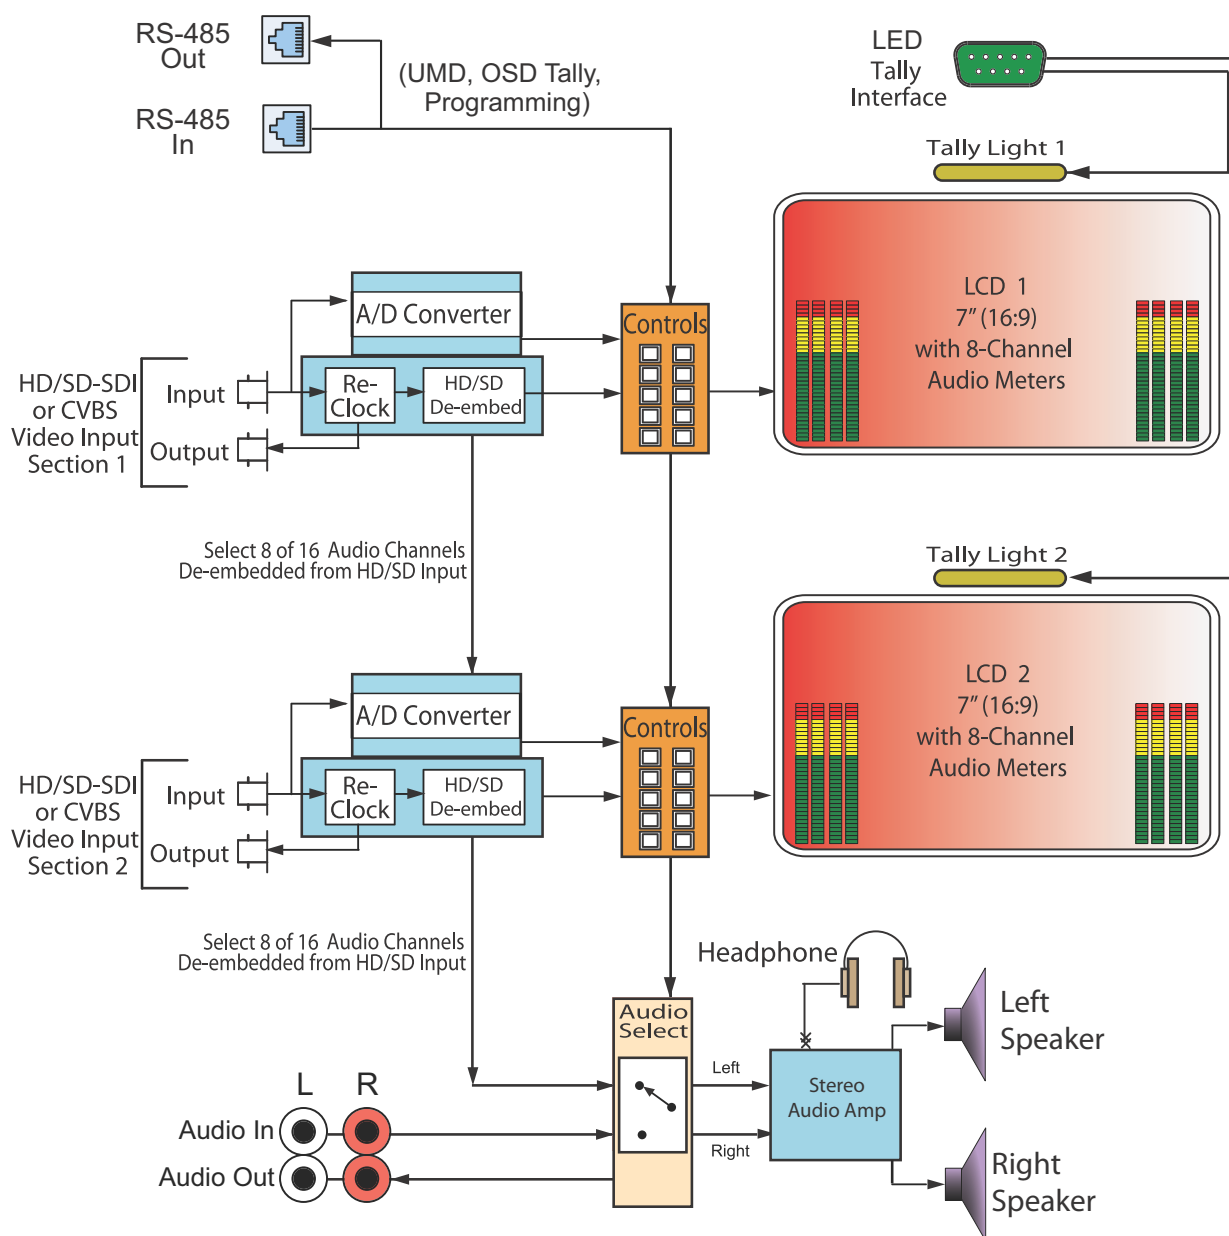 RS-485
Out
(UMD, OSD Tally,
Programming)
RS-485
In
LED
Tally
Interface
Tally Light 1
LCD 1
7” (16:9)
with 8-Channel
Audio Meters
A/D Converter
Controls
HD/SD-SDI
or CVBS
Video Input
Section 1
Input
Output
Re-
Clock
HD/SD
De-embed
Select 8 of 16 Audio Channels
De-embedded from HD/SD Input
Tally Light 2
LCD 2
7” (16:9)
with 8-Channel
Audio Meters
A/D Converter
Controls
HD/SD-SDI
or CVBS
Video Input
Section 2
Input
Output
Re-
Clock
HD/SD
De-embed
Select 8 of 16 Audio Channels
De-embedded from HD/SD Input
Headphone
Audio
Select
Left
Right
Stereo
Audio Amp
Left
Speaker
Right
Speaker
L R
Audio In
Audio Out